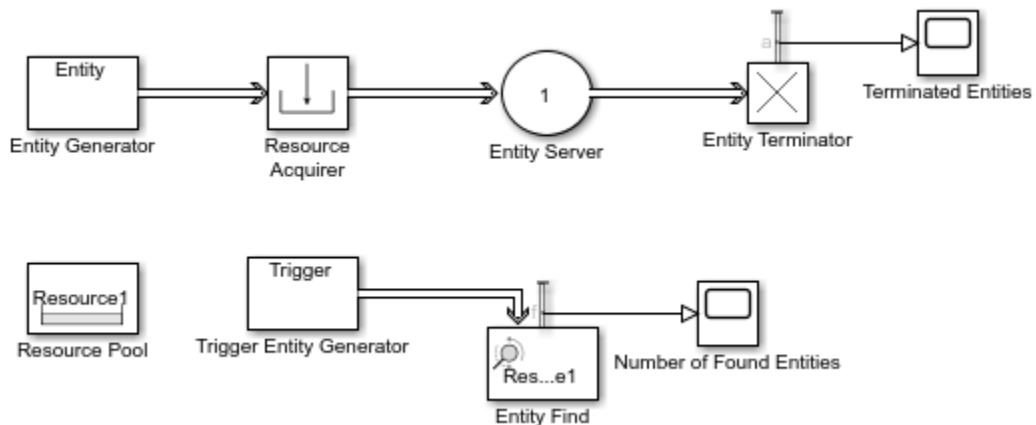 Entity
Entity Generator
Resource
Acquirer
1
Entity Server
a
Entity Terminator
Terminated Entities
Resource1
Resource Pool
Trigger
Trigger Entity Generator
f
Res...e1
Entity Find
Number of Found Entities